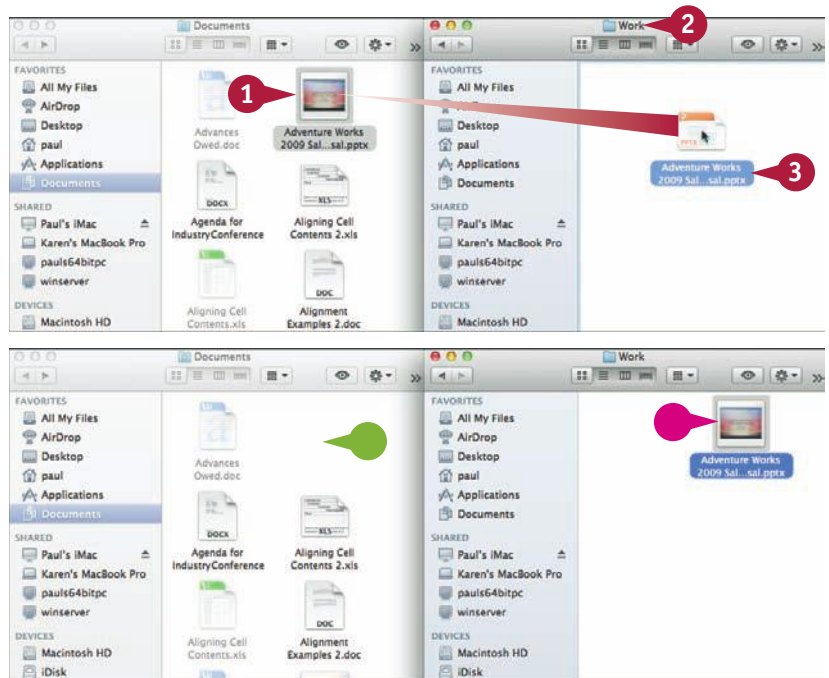 Documents
FAVORITES
All My Files
AirDrop
Desktop
paul
Applications
Documents
SHARED
Paul's iMac
Karen's MacBook Pro
pauls64bitpc
winserver
DEVICES
Macintosh HD
Advances
Owed.doc
1
Adventure Works
2009 Sal...sal.pptx
DOCX
Agenda for
IndustryConference
XLS
Aligning Cell
Contents 2.xls
Aligning Cell
Contents.xls
DOC
Alignment
Examples 2.doc
Work
2
FAVORITES
All My Files
Desktop
paul
Applications
Documents
SHARED
Paul's iMac
Karen's MacBook Pro
pauls64bitpc
winserver
DEVICES
Macintosh HD
PPTX
Adventure Works
2009 Sal...sal.pptx
3
Documents
FAVORITES
All My Files
AirDrop
Desktop
paul
Applications
Documents
SHARED
Paul's iMac
Karen's MacBook Pro
pauls64bitpc
winserver
DEVICES
Macintosh HD
iDisk
Advances
Owed.doc
DOCX
Agenda for
IndustryConference
XLS
Aligning Cell
Contents 2.xls
Aligning Cell
Contents.xls
DOC
Alignment
Examples 2.doc
Work
FAVORITES
All My Files
AirDrop
Desktop
paul
Applications
Documents
SHARED
Paul's iMac
Karen's MacBook Pro
pauls64bitpc
winserver
DEVICES
Macintosh HD
iDisk
Adventure Works
2009 Sal...sal.pptx